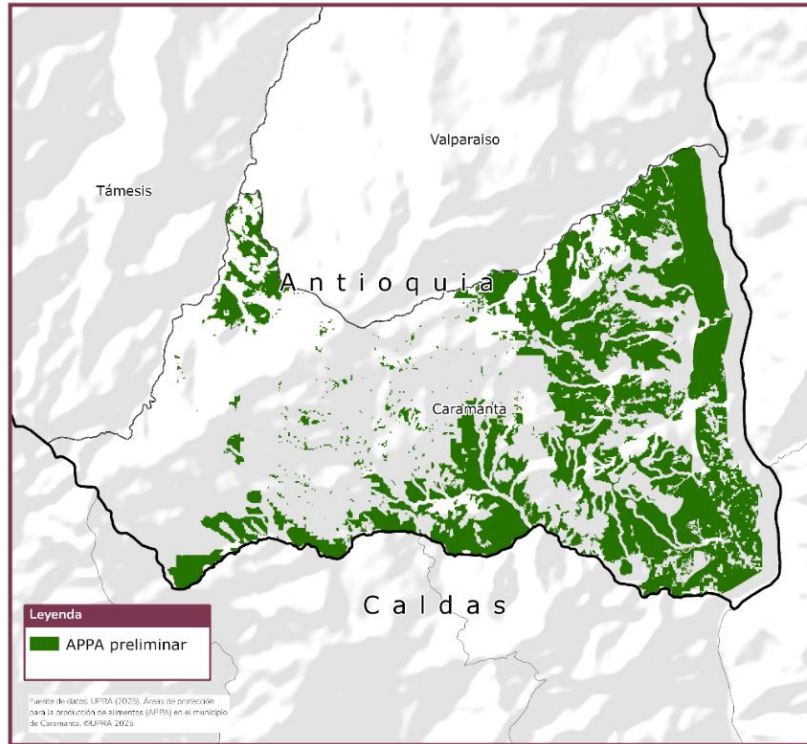 Valparaiso
Támesis
Antioquia
Caramanta
Caldas
Leyenda
APPA preliminar
Fuente de datos: UPRA (2025). Áreas de protección
para la producción de alimentos (APPA) en el municipio
de Caramanta. ©UPRA 2025